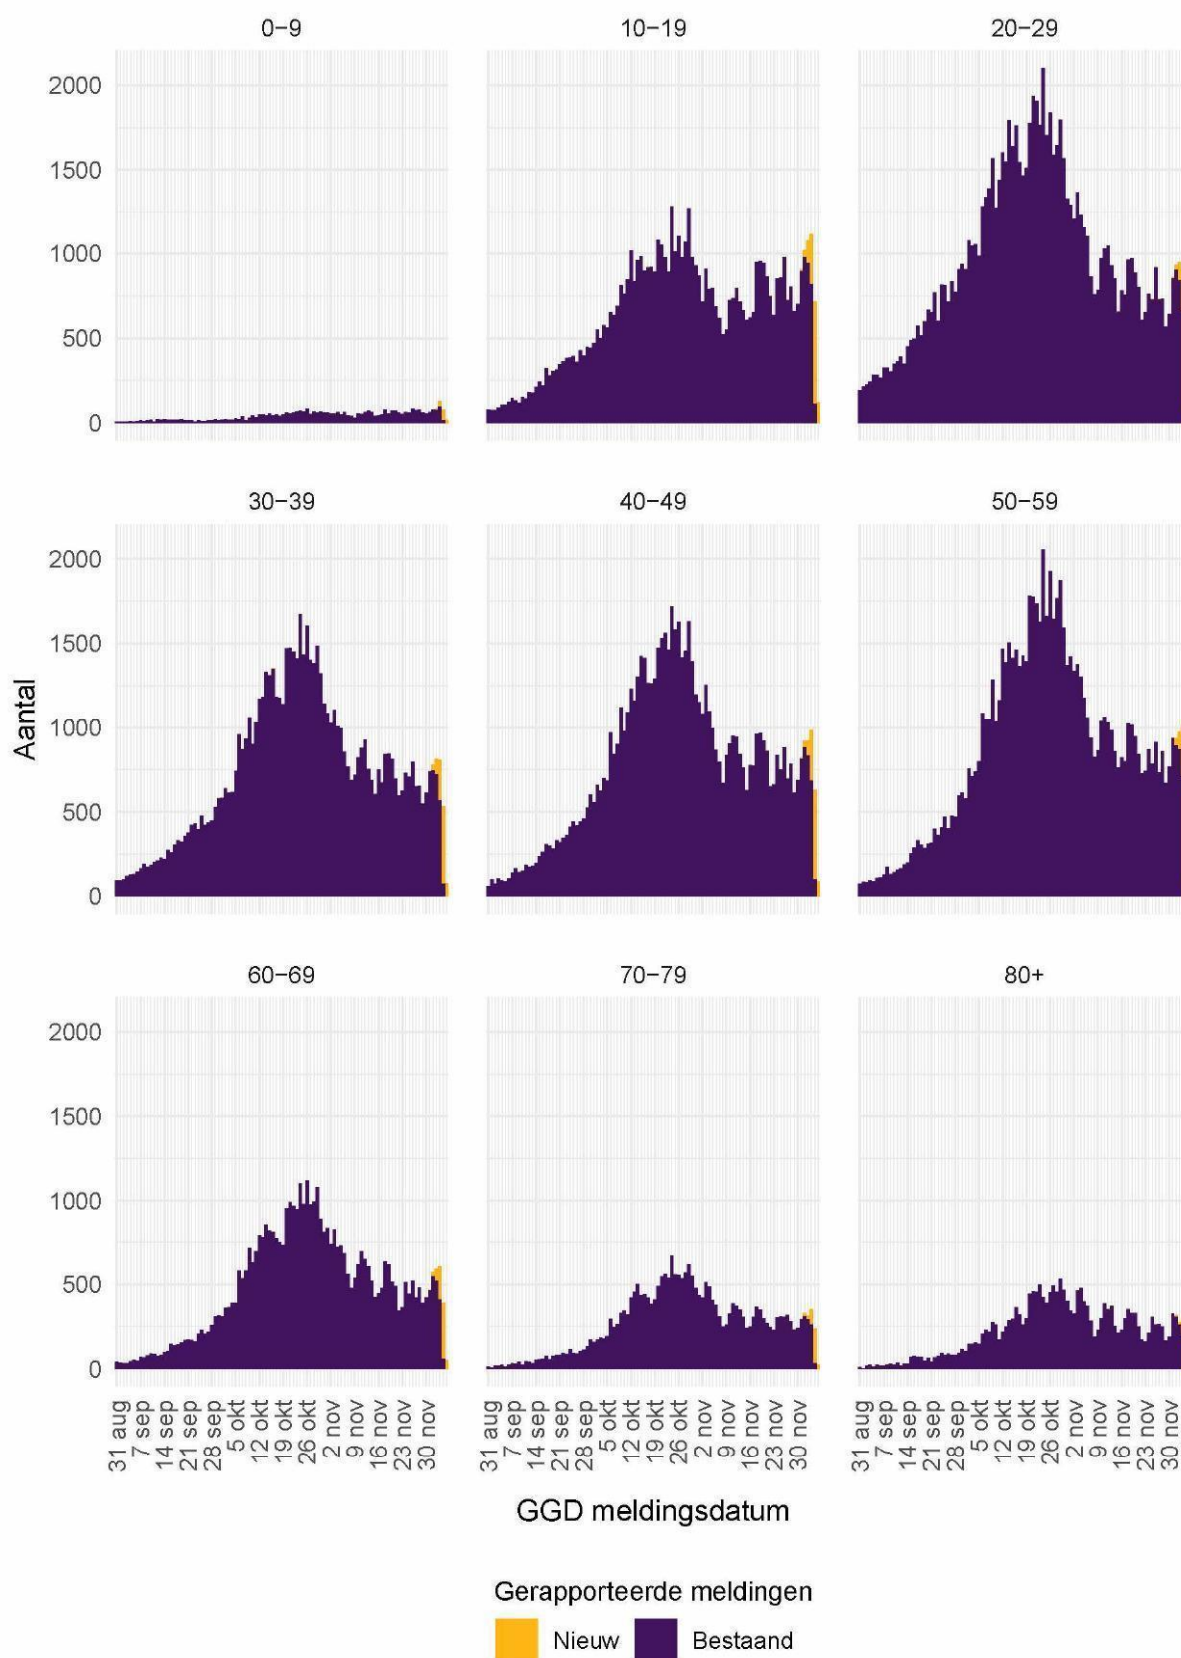 0−9 10−19 20−29
2000
1500
1000
500
0
30−39 40−49 50−59
2000
1500
1000
500
0
Aantal
60−69 70−79 80+
2000
1500
1000
500
0
31 aug 7 sep 14 sep 21 sep 28 sep 5 okt 12 okt 19 okt 26 okt 2 nov 9 nov 16 nov 23 nov 30 nov
31 aug 7 sep 14 sep 21 sep 28 sep 5 okt 12 okt 19 okt 26 okt 2 nov 9 nov 16 nov 23 nov 30 nov
31 aug 7 sep 14 sep 21 sep 28 sep 5 okt 12 okt 19 okt 26 okt 2 nov 9 nov 16 nov 23 nov 30 nov
GGD meldingsdatum
Gerapporteerde meldingen
Nieuw Bestaand